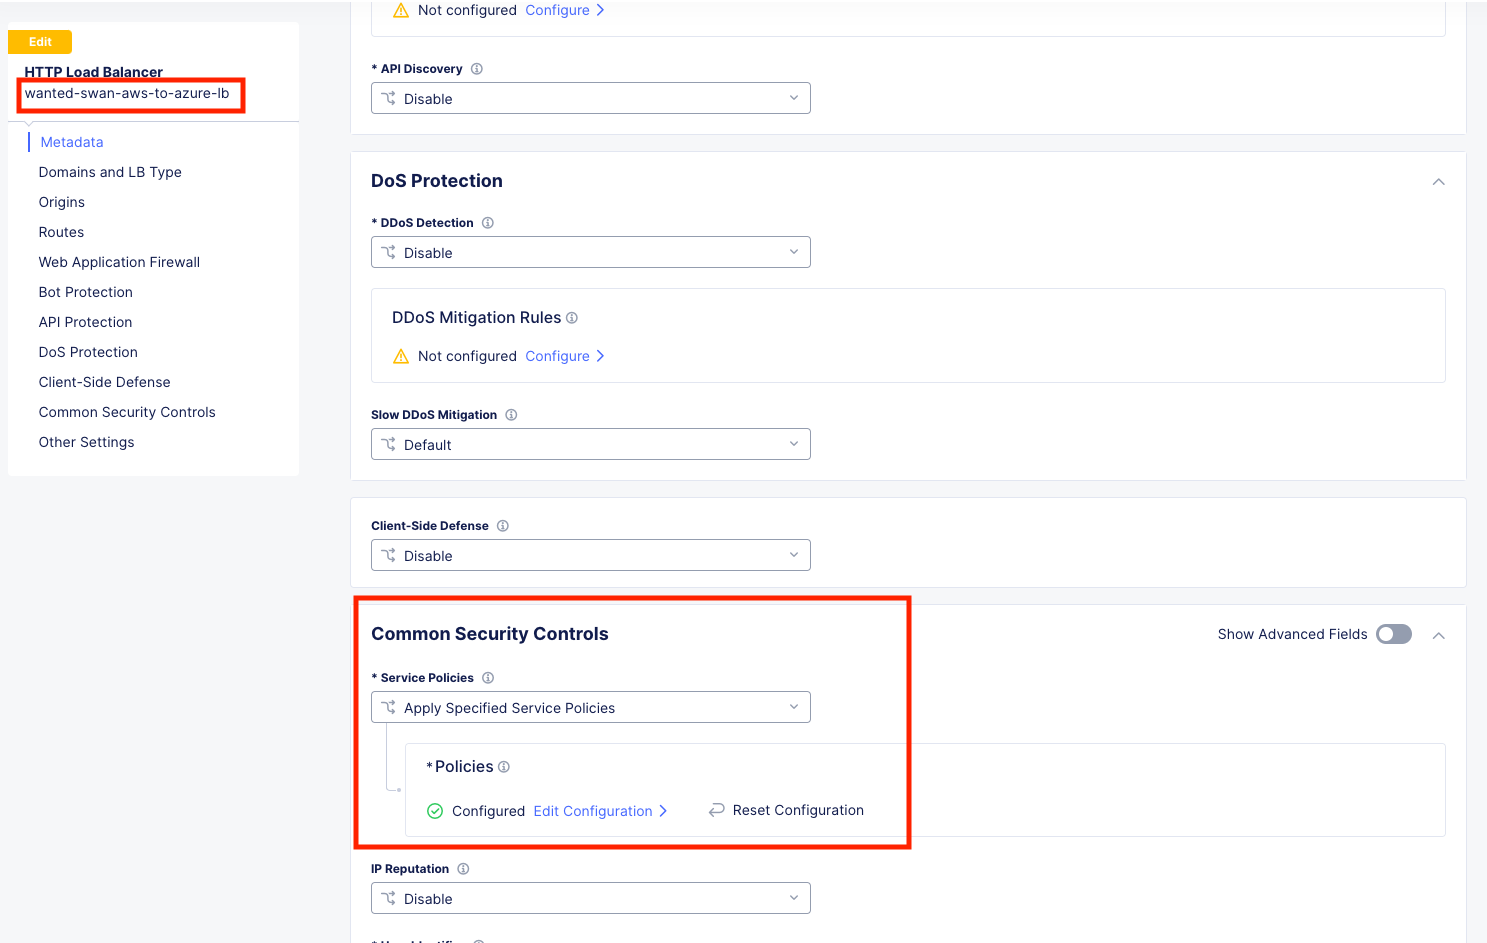 Edit
HTTP Load Balancer
wanted-swan-aws-to-azure-lb
Metadata
Domains and LB Type
Origins
Routes
Web Application Firewall
Bot Protection
API Protection
DoS Protection
Client-Side Defense
Common Security Controls
Other Settings
Not configured Configure
* API Discovery
Disable
DoS Protection
* DDoS Detection
Disable
DDoS Mitigation Rules
Not configured Configure
Slow DDoS Mitigation
Default
Client-Side Defense
Disable
Common Security Controls
Show Advanced Fields
* Service Policies
Apply Specified Service Policies
* Policies
Configured Edit Configuration Reset Configuration
IP Reputation
Disable